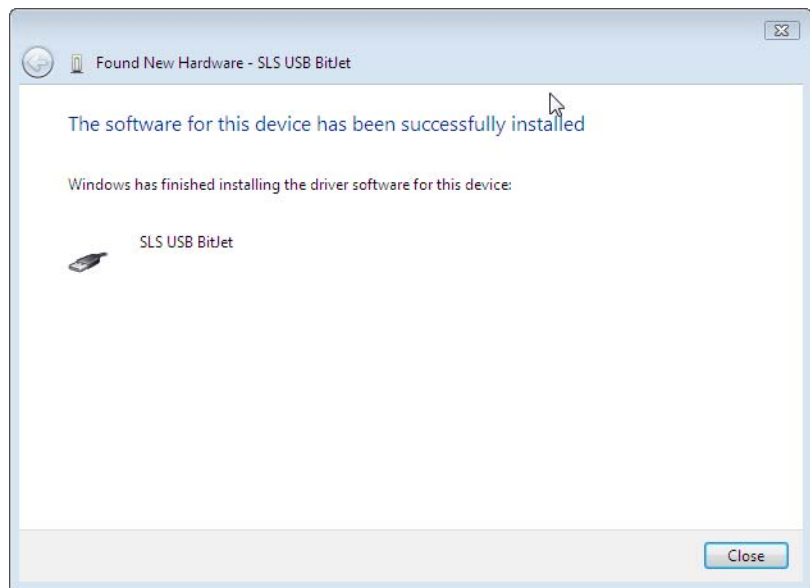 Found New Hardware - SLS USB BitJet
The software for this device has been successfully installed
Windows has finished installing the driver software for this device:
SLS USB BitJet
Close